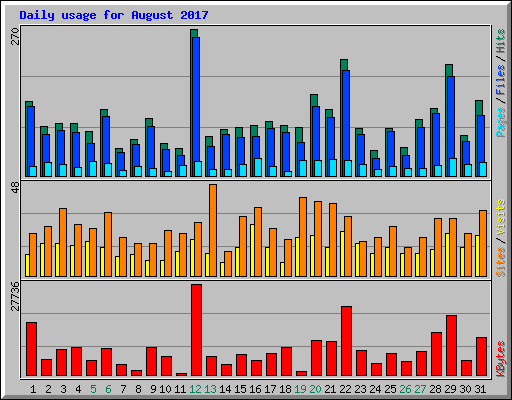 Daily usage for August 2017
270
Pages / Files / Hits
48
Sites / Visits
27736
KBytes
1 2 3 4 5 6 7 8 9 10 11 12 13 14 15 16 17 18 19 20 21 22 23 24 25 26 27 28 29 30 31